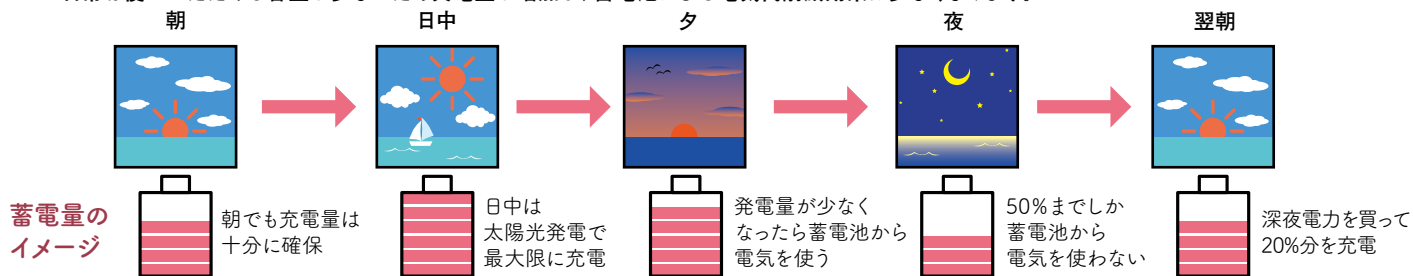 朝
日中
夕
夜
翌朝
蓄電量の
イメージ
朝でも充電量は
十分に確保
日中は
太陽光発電で
最大限に充電
発電量が少なく
なったら蓄電池から
電気を使う
50%までしか
蓄電池から
電気を使わない
深夜電力を買って
20%分を充電